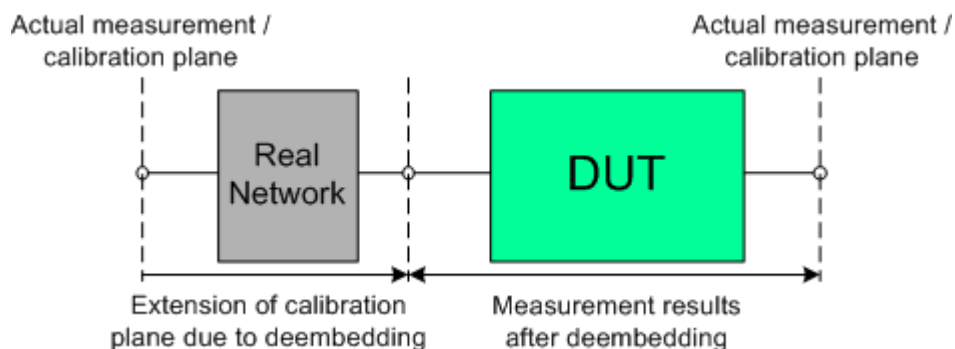 Actual measurement /
calibration plane
Actual measurement /
calibration plane
Real
Network
DUT
Extension of calibration
plane due to deembedding
Measurement results
after deembedding